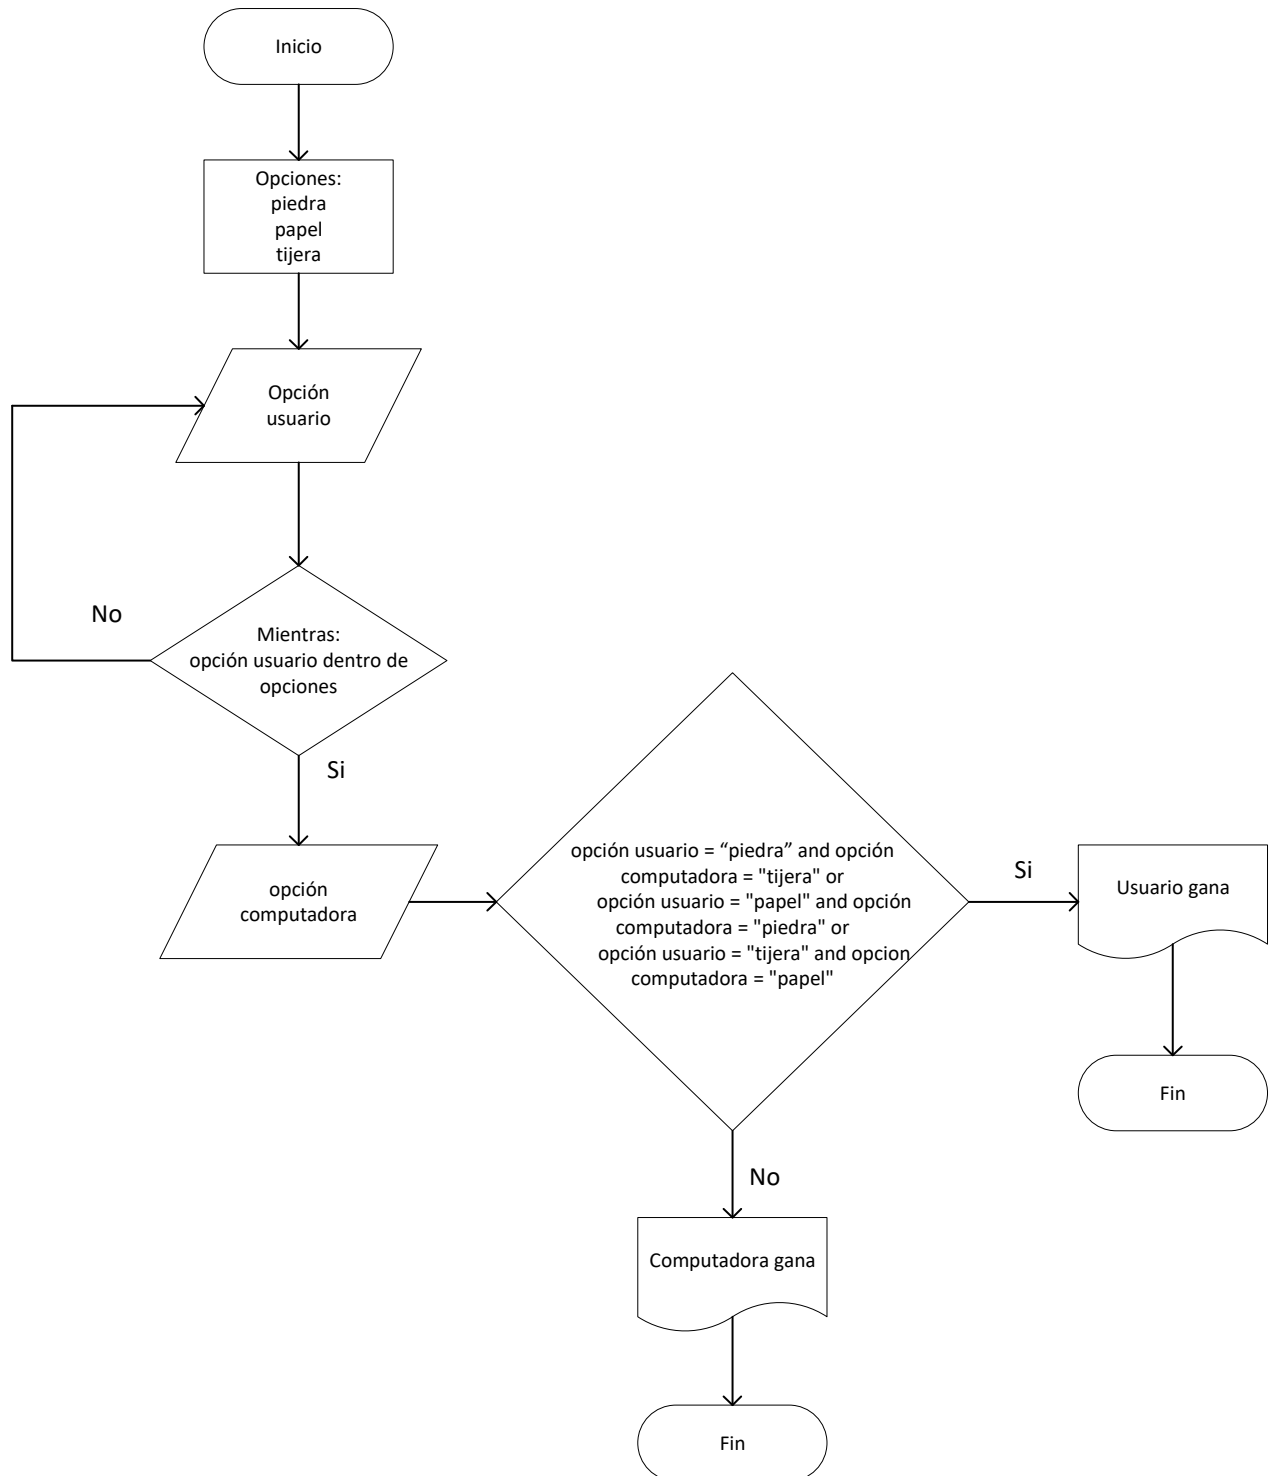 Inicio
Opciones:
piedra
papel
tijera
Opción
usuario
No
Mientras:
opción usuario dentro de
opciones
Si
opción
computadora
opción usuario = “piedra” and opción
computadora = "tijera" or
opción usuario = "papel" and opción
computadora = "piedra" or
opción usuario = "tijera" and opcion
computadora = "papel"
Si
Usuario gana
Fin
No
Computadora gana
Fin